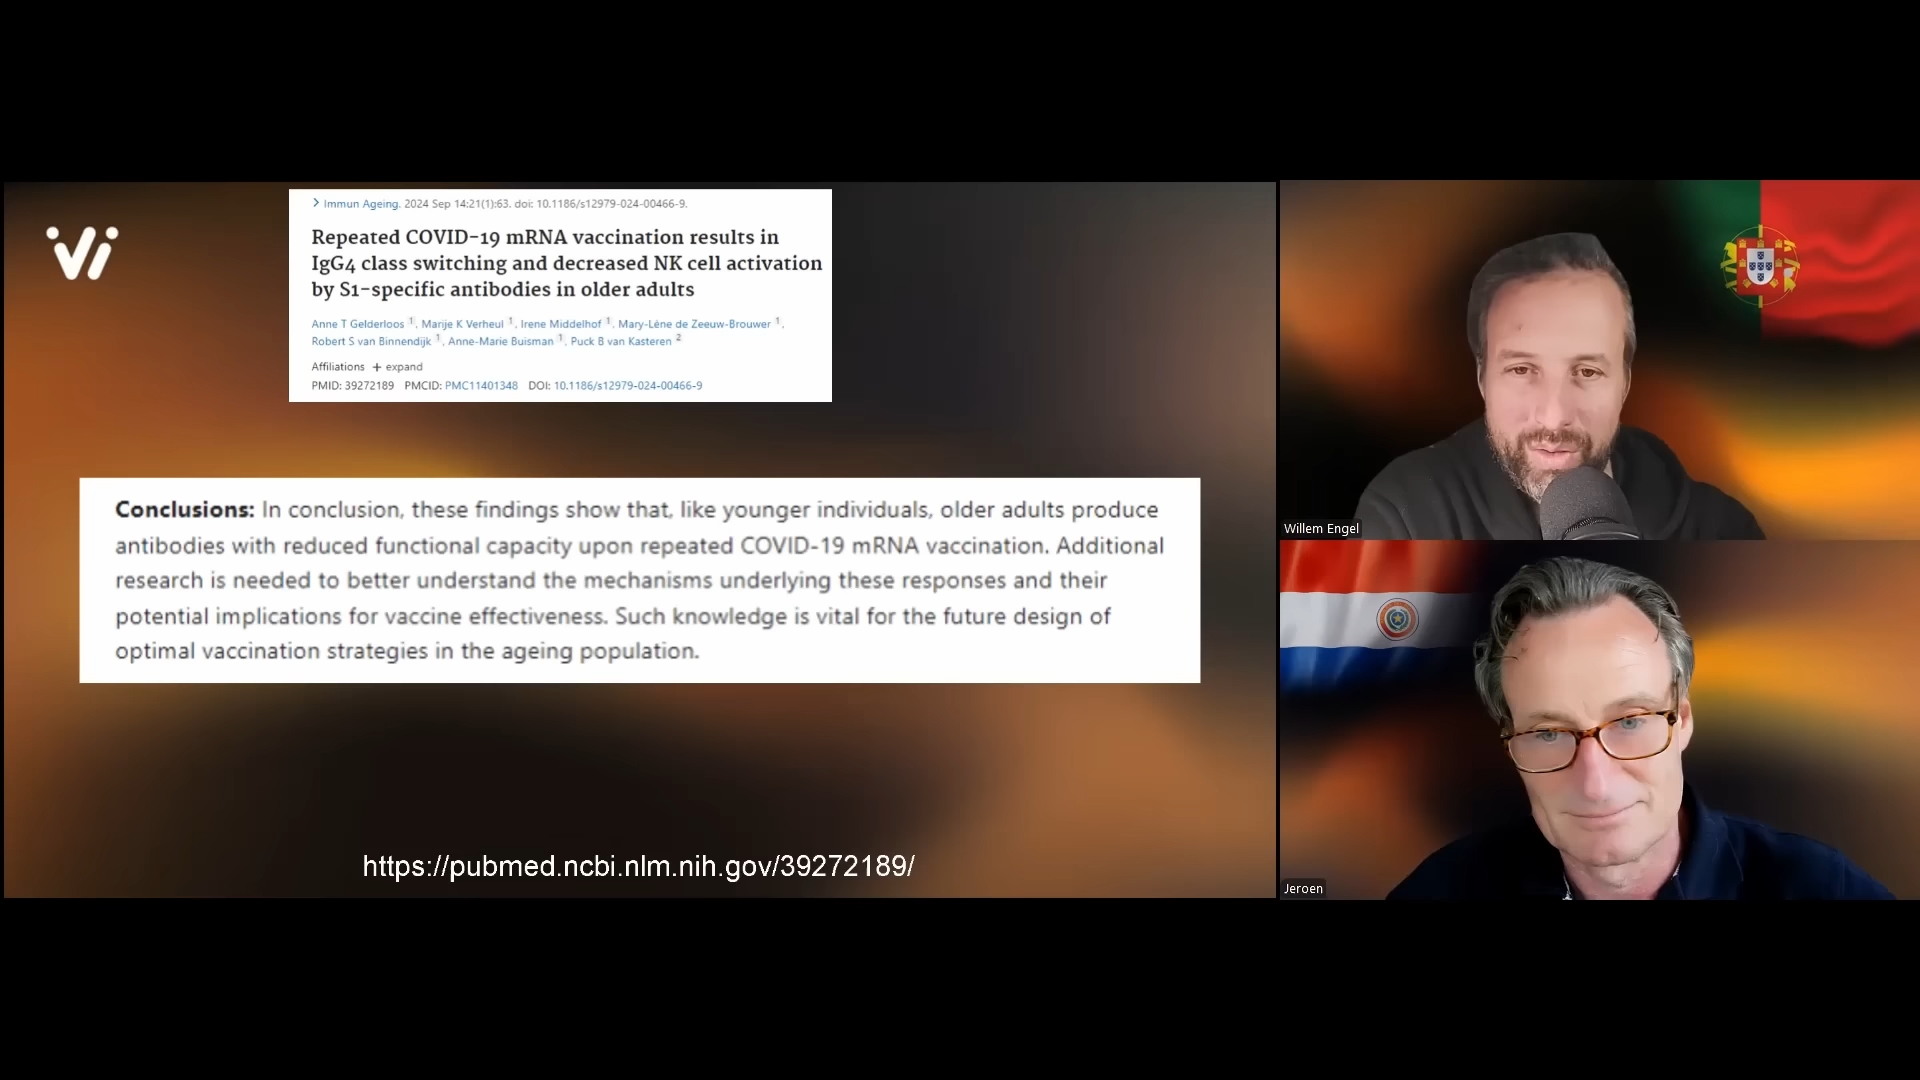 Immun Ageing. 2024 Sep 14;21(1):63. doi: 10.1186/s12979-024-00466-9.
Repeated COVID-19 mRNA vaccination results in
IgG4 class switching and decreased NK cell activation
by S1-specific antibodies in older adults
Anne T Gelderloos 1, Marije K Verheul 1, Irene Middelhof 1, Mary-Lène de Zeeuw-Brouwer 1,
Robert S van Binnendijk 1, Anne-Marie Buisman 1, Puck B van Kasteren 2
Affiliations + expand
PMID: 39272189 PMCID: PMC11401348 DOI: 10.1186/s12979-024-00466-9
Conclusions: In conclusion, these findings show that, like younger individuals, older adults produce
antibodies with reduced functional capacity upon repeated COVID-19 mRNA vaccination. Additional
research is needed to better understand the mechanisms underlying these responses and their
potential implications for vaccine effectiveness. Such knowledge is vital for the future design of
optimal vaccination strategies in the ageing population.
https://pubmed.ncbi.nlm.nih.gov/39272189/
Willem Engel
Jeroen